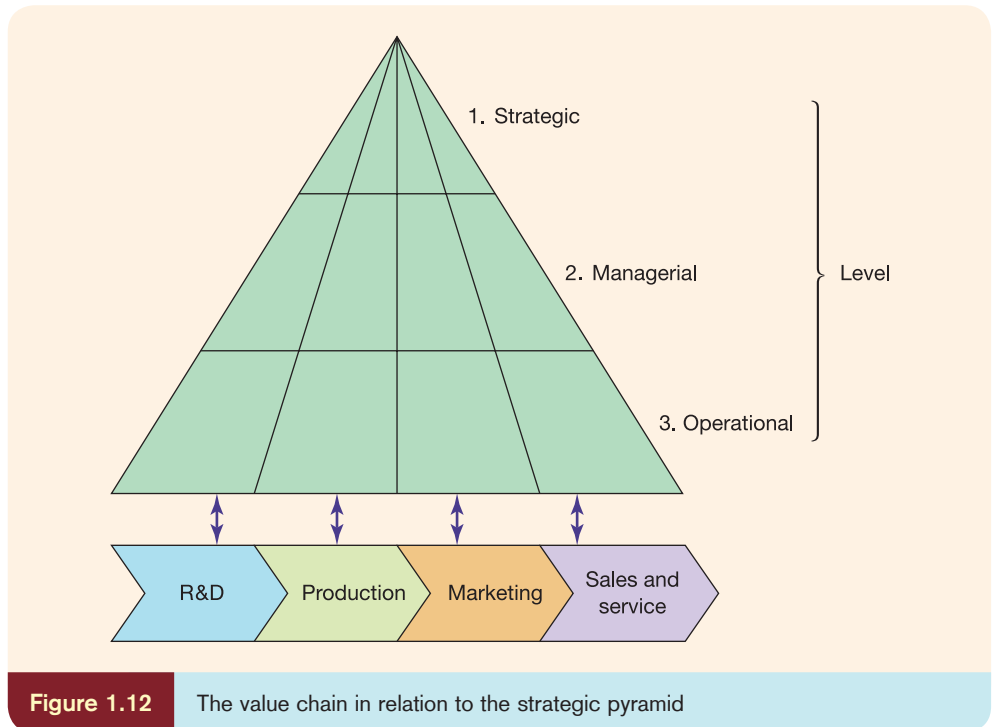 1. Strategic
2. Managerial
Level
3. Operational
R&D
Production
Marketing
Sales and
service
Figure 1.12
The value chain in relation to the strategic pyramid